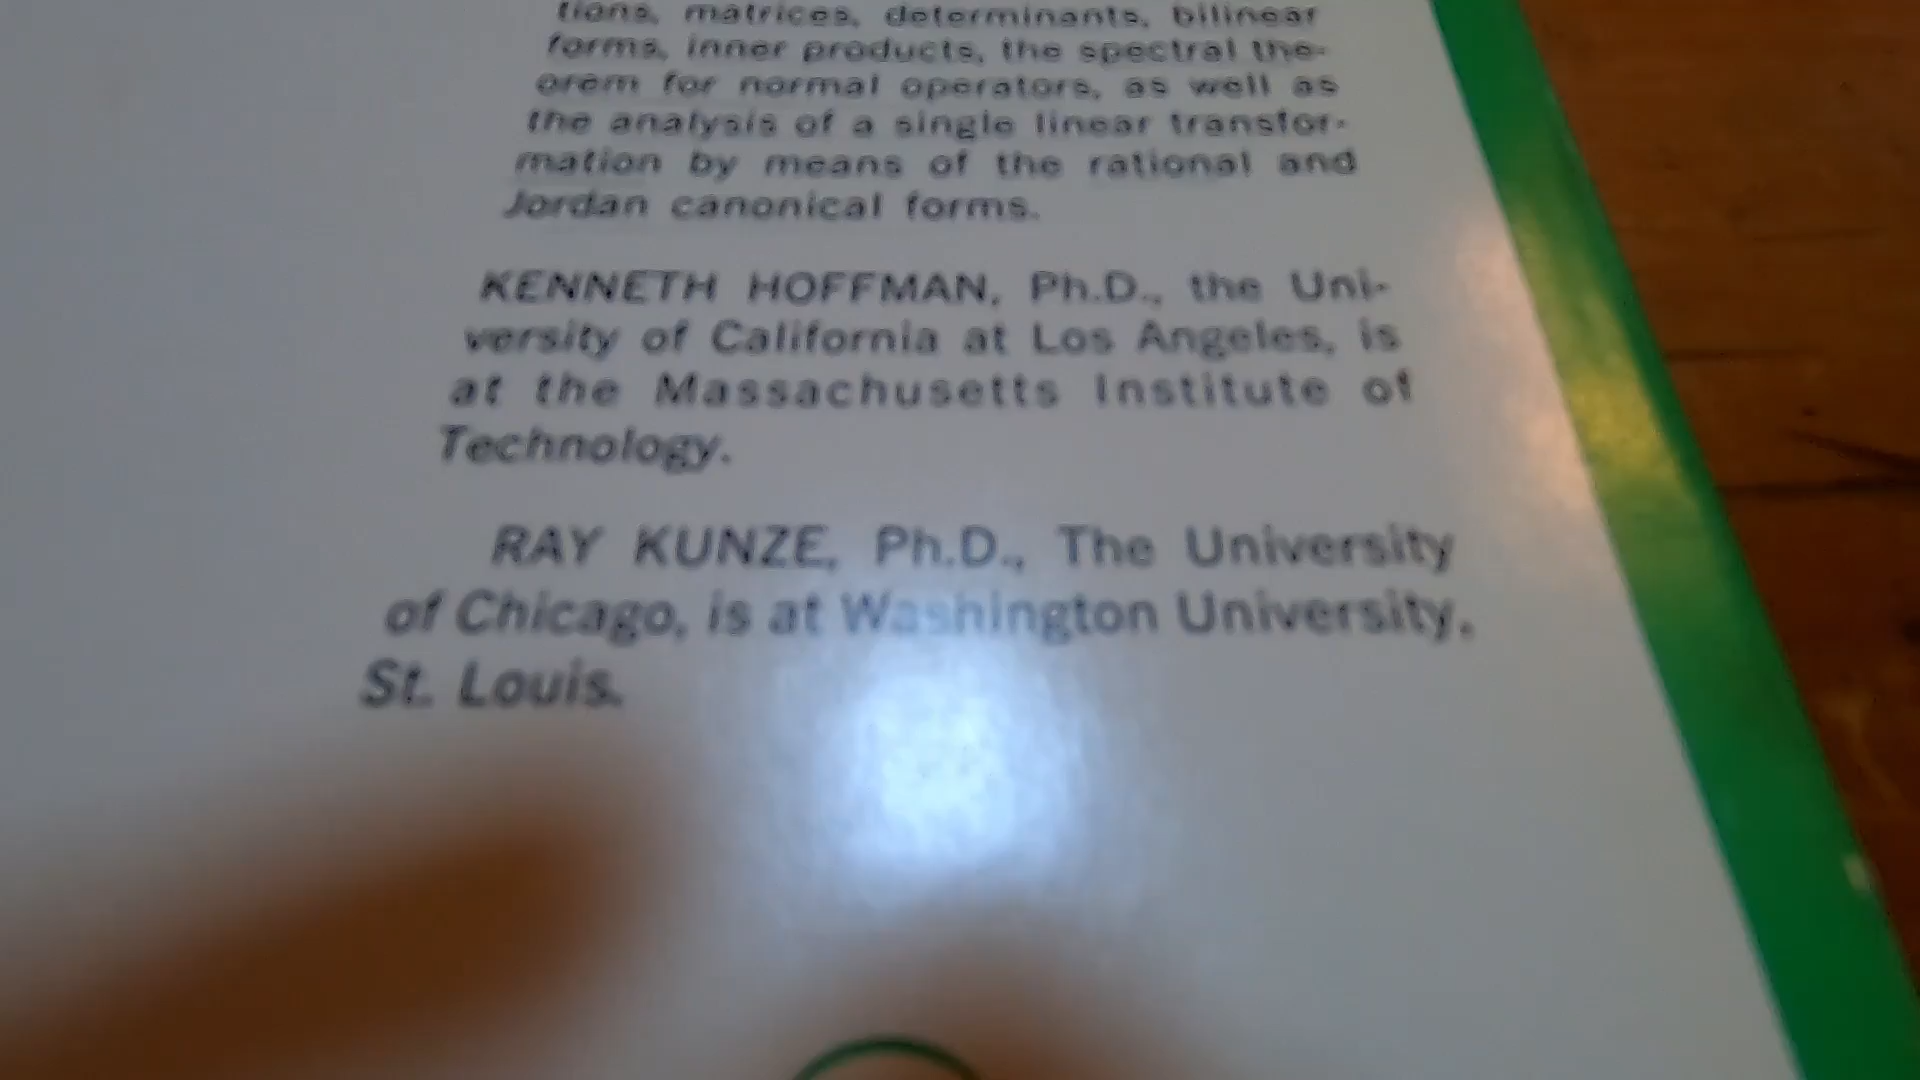 tions, matrices, determinants, bilinear
forms, inner products, the spectral the-
orem for normal operators, as well as
the analysis of a single linear transfor-
mation by means of the rational and
Jordan canonical forms.
KENNETH HOFFMAN, Ph.D., the Uni-
versity of California at Los Angeles, is
at the Massachusetts Institute of
Technology.
RAY KUNZE, Ph.D., The University
of Chicago, is at Washington University,
St. Louis.